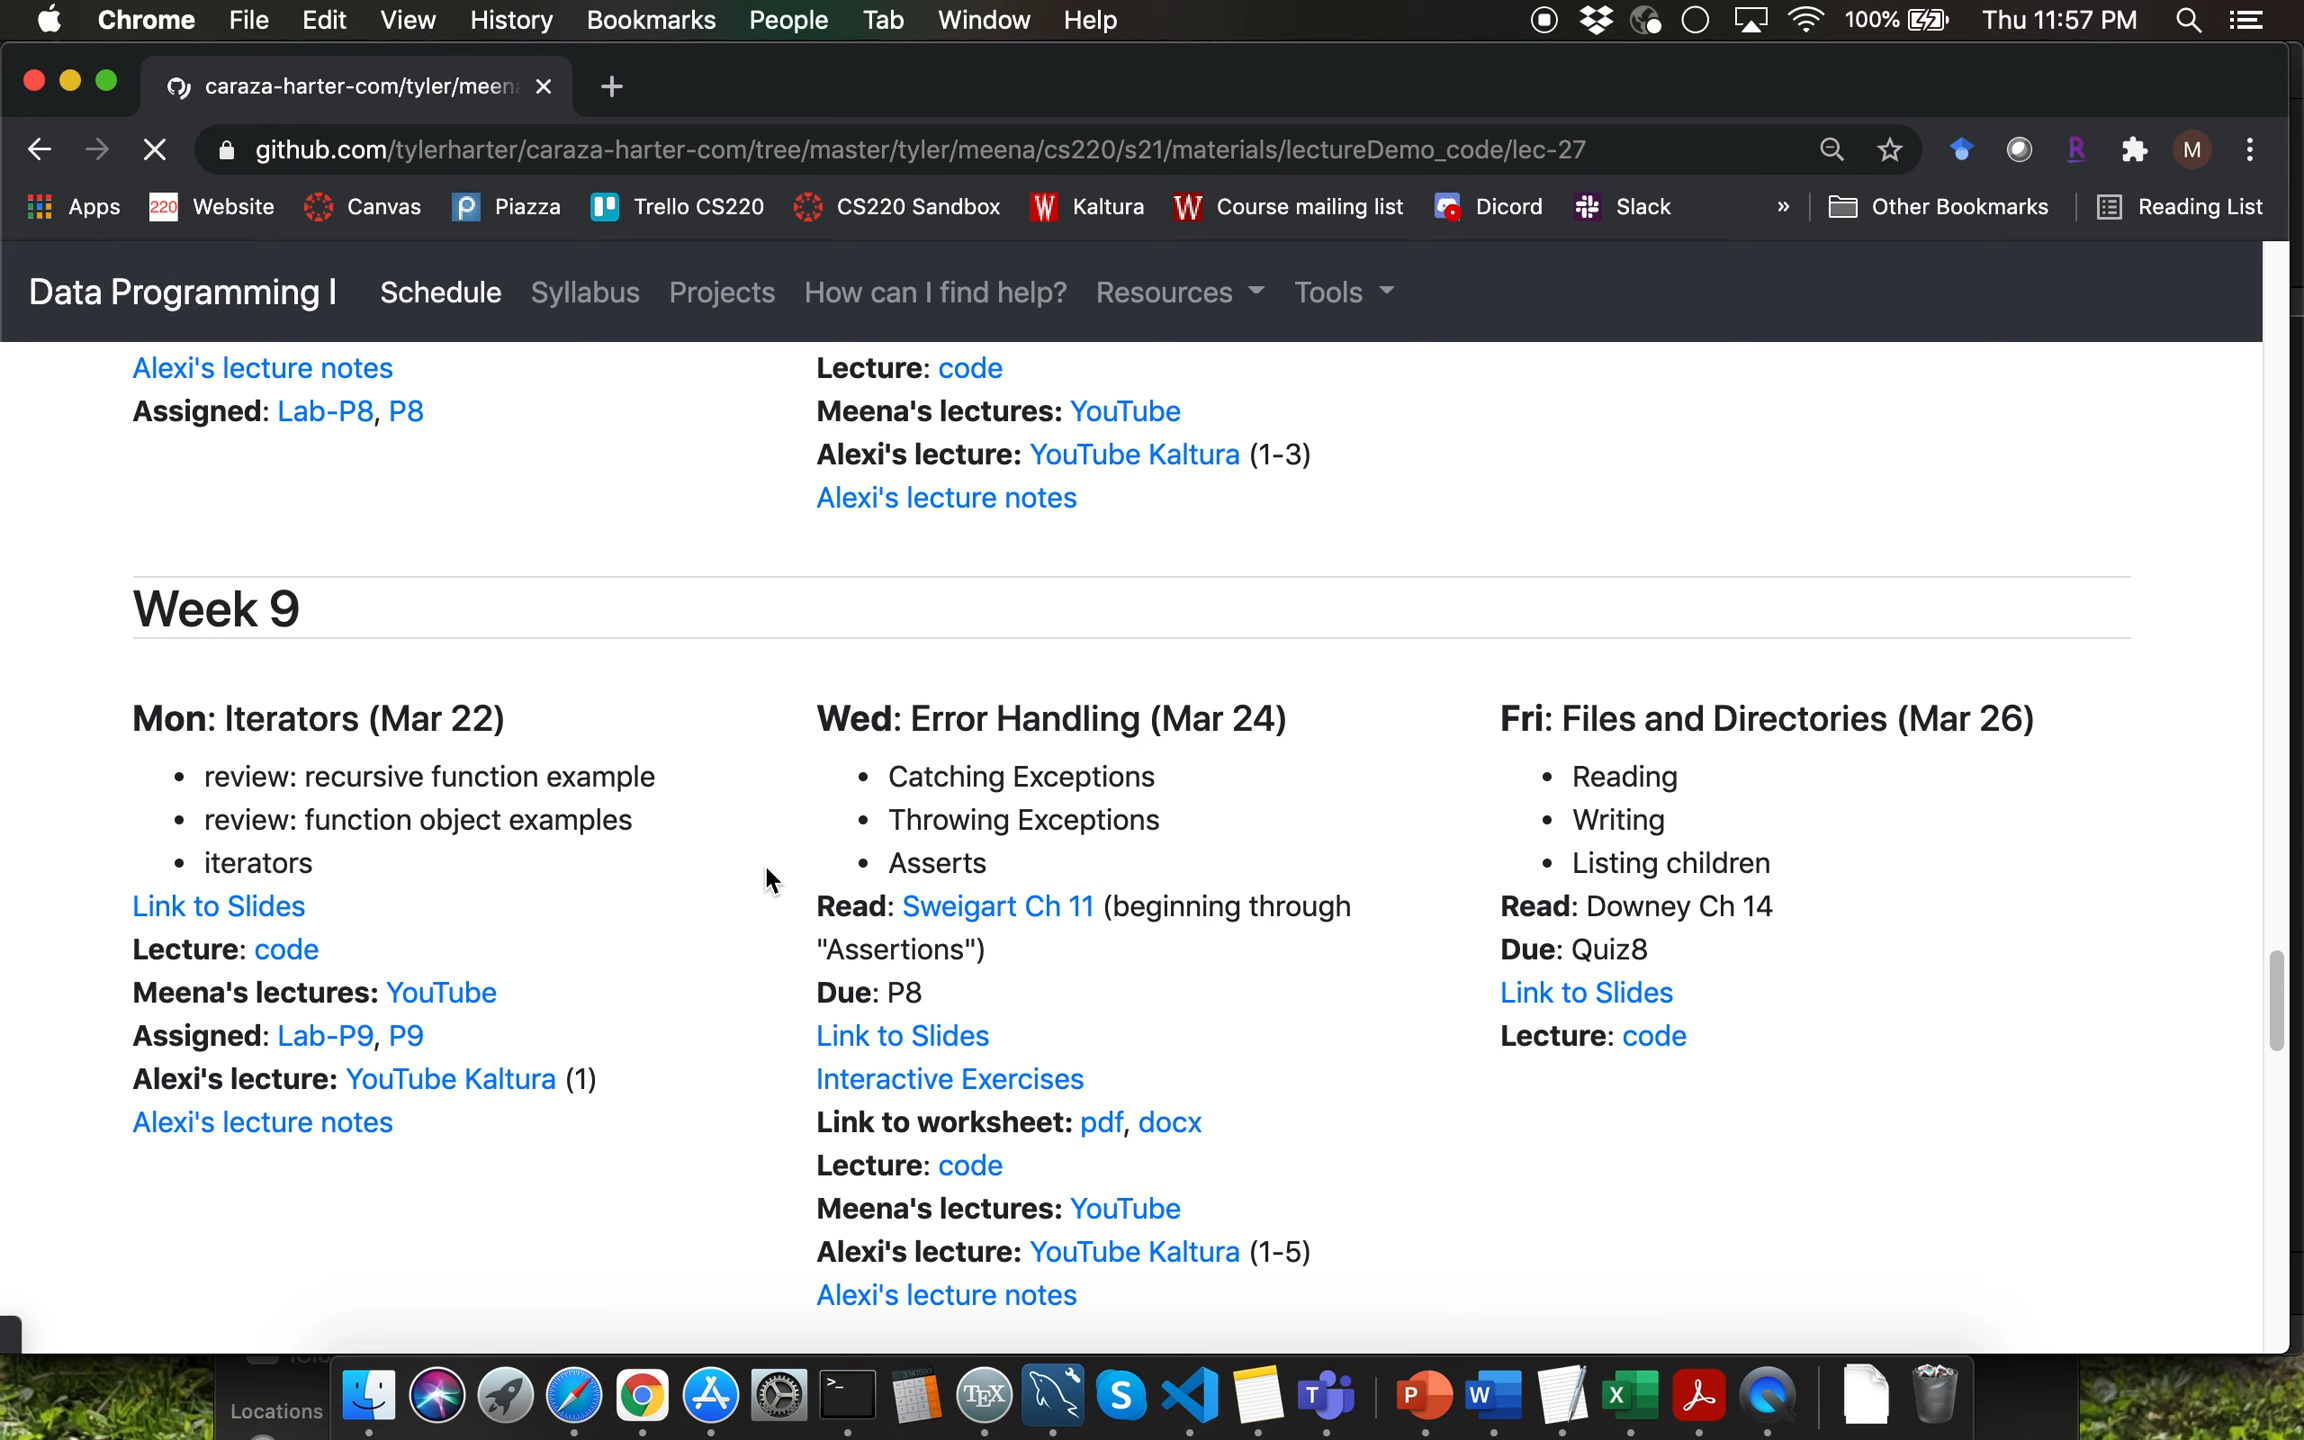 Chrome File Edit View History Bookmarks People Tab Window Help 100% Thu 11:57 PM
caraza-harter-com/tyler/meen
github.com/tylerharter/caraza-harter-com/tree/master/tyler/meena/cs220/s21/materials/lectureDemo_code/lec-27 R M
Apps 220 Website Canvas Piazza Trello CS220 CS220 Sandbox Kaltura Course mailing list Dicord Slack » Other Bookmarks Reading List
Data Programming I Schedule Syllabus Projects How can I find help? Resources Tools
Alexi's lecture notes
Assigned: Lab-P8, P8
Lecture: code
Meena's lectures: YouTube
Alexi's lecture: YouTube Kaltura (1-3)
Alexi's lecture notes
Week 9
Mon: Iterators (Mar 22)
• review: recursive function example
• review: function object examples
• iterators
Link to Slides
Lecture: code
Meena's lectures: YouTube
Assigned: Lab-P9, P9
Alexi's lecture: YouTube Kaltura (1)
Alexi's lecture notes
Wed: Error Handling (Mar 24)
• Catching Exceptions
• Throwing Exceptions
• Asserts
Read: Sweigart Ch 11 (beginning through
"Assertions")
Due: P8
Link to Slides
Interactive Exercises
Link to worksheet: pdf, docx
Lecture: code
Meena's lectures: YouTube
Alexi's lecture: YouTube Kaltura (1-5)
Alexi's lecture notes
Fri: Files and Directories (Mar 26)
• Reading
• Writing
• Listing children
Read: Downey Ch 14
Due: Quiz8
Link to Slides
Lecture: code
Locations